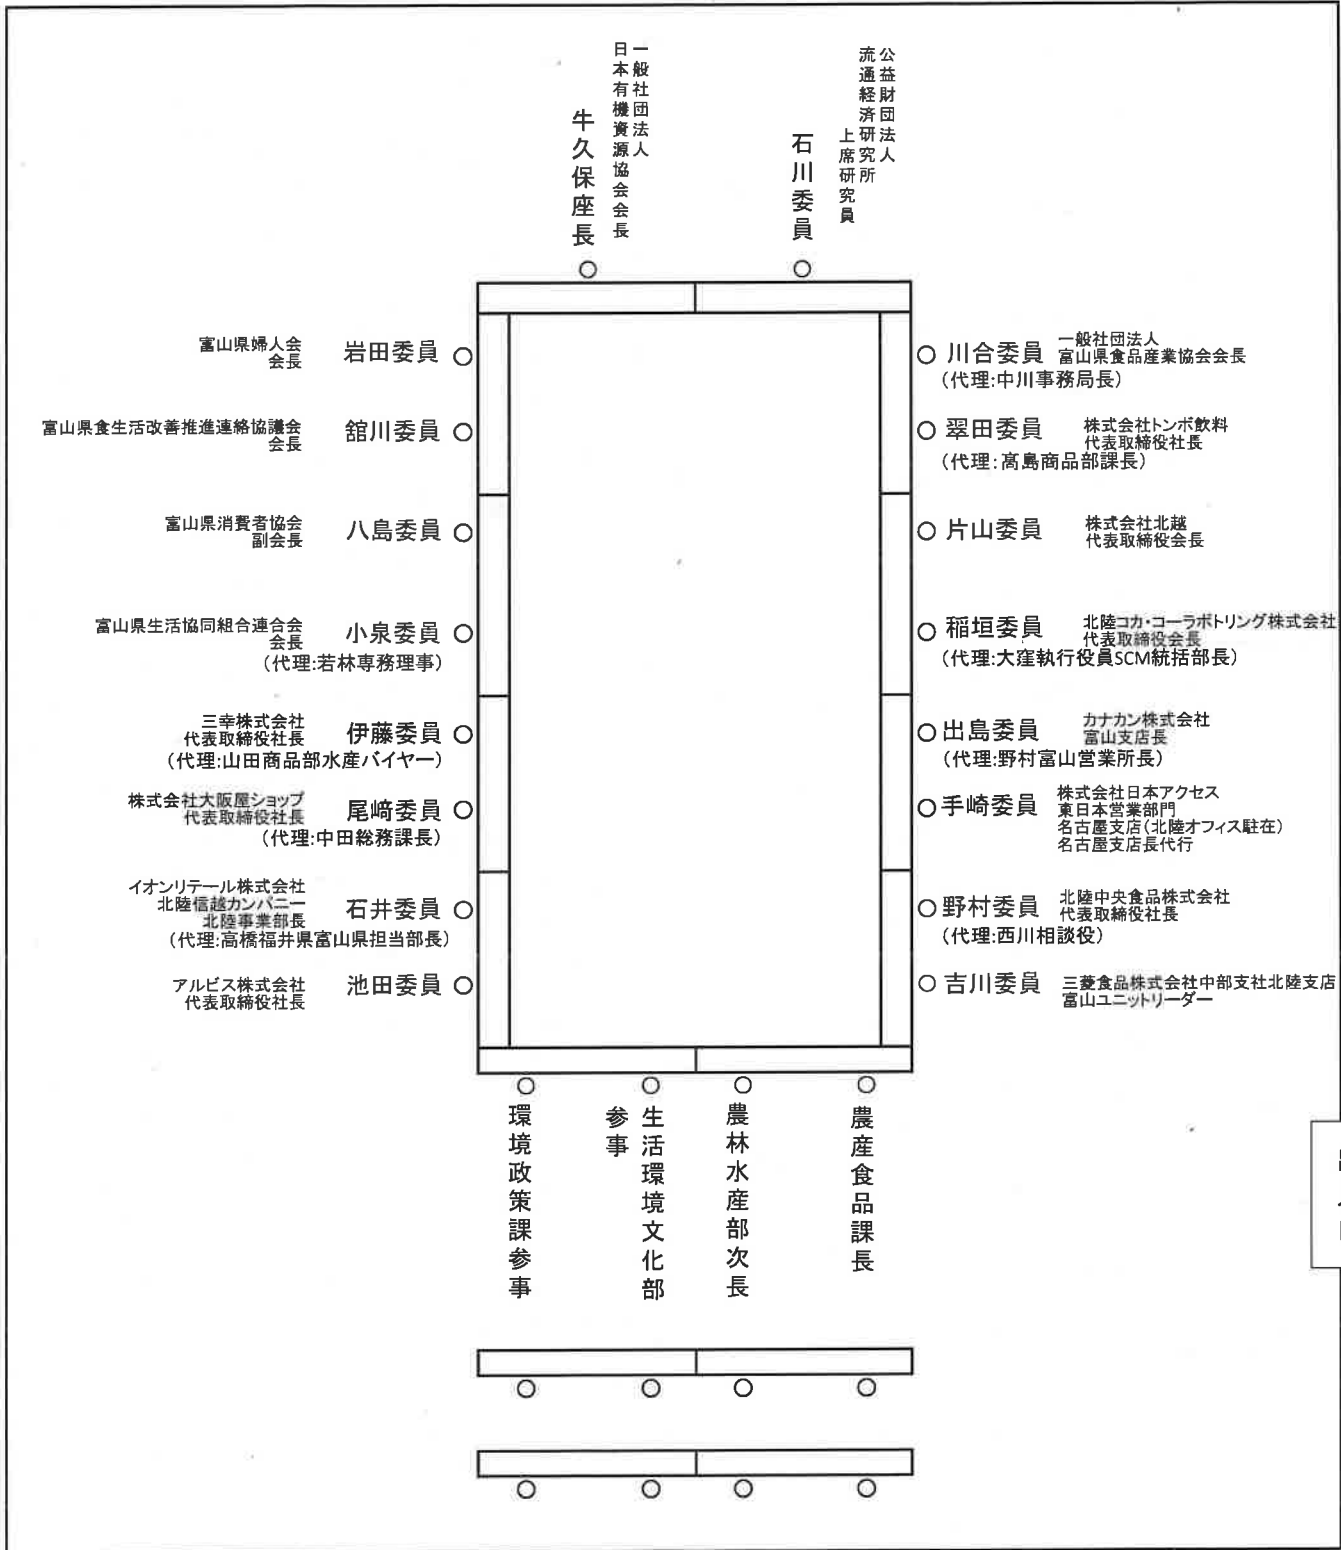 公益財団法人
流通経済研究所
上席研究員
石川委員
一般社団法人
日本有機資源協会会長
牛久保座長
富山県婦人会
会長
岩田委員
富山県食生活改善推進連絡協議会
会長
舘川委員
富山県消費者協会
副会長
八島委員
富山県生活協同組合連合会
会長
小泉委員
(代理:若林専務理事)
三幸株式会社
代表取締役社長
伊藤委員
(代理:山田商品部水産バイヤー)
株式会社大阪屋ショップ
代表取締役社長
尾﨑委員
(代理:中田総務課長)
イオンリテール株式会社
北陸信越カンパニー
北陸事業部長
石井委員
(代理:高橋福井県富山県担当部長)
アルビス株式会社
代表取締役社長
池田委員
川合委員
一般社団法人
富山県食品産業協会会長
(代理:中川事務局長)
翠田委員
株式会社トンボ飲料
代表取締役社長
(代理:髙島商品部課長)
片山委員
株式会社北越
代表取締役会長
稲垣委員
北陸コカ・コーラボトリング株式会社
代表取締役会長
(代理:大窪執行役員SCM統括部長)
出島委員
カナカン株式会社
富山支店長
(代理:野村富山営業所長)
手崎委員
株式会社日本アクセス
東日本営業部門
名古屋支店(北陸オフィス駐在)
名古屋支店長代行
野村委員
北陸中央食品株式会社
代表取締役社長
(代理:西川相談役)
吉川委員
三菱食品株式会社中部支社北陸支店
富山ユニットリーダー
農産食品課長
農林水産部次長
生活環境文化部
参事
環境政策課参事